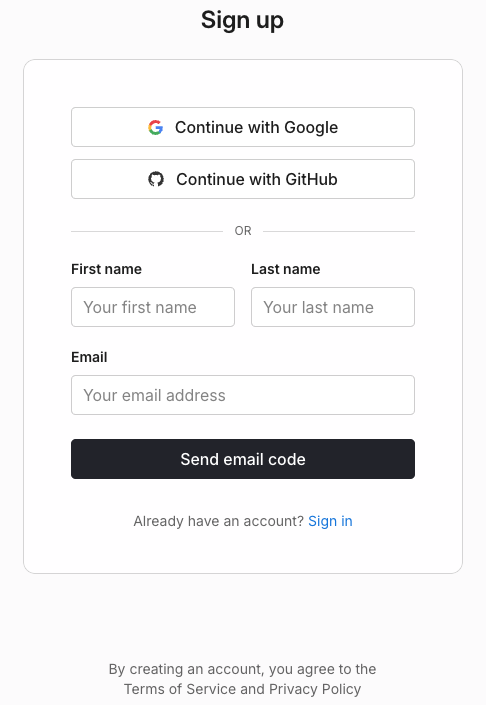 Sign up
Continue with Google
Continue with GitHub
OR
First name
Last name
Your first name
Your last name
Email
Your email address
Send email code
Already have an account? Sign in
By creating an account, you agree to the
Terms of Service and Privacy Policy